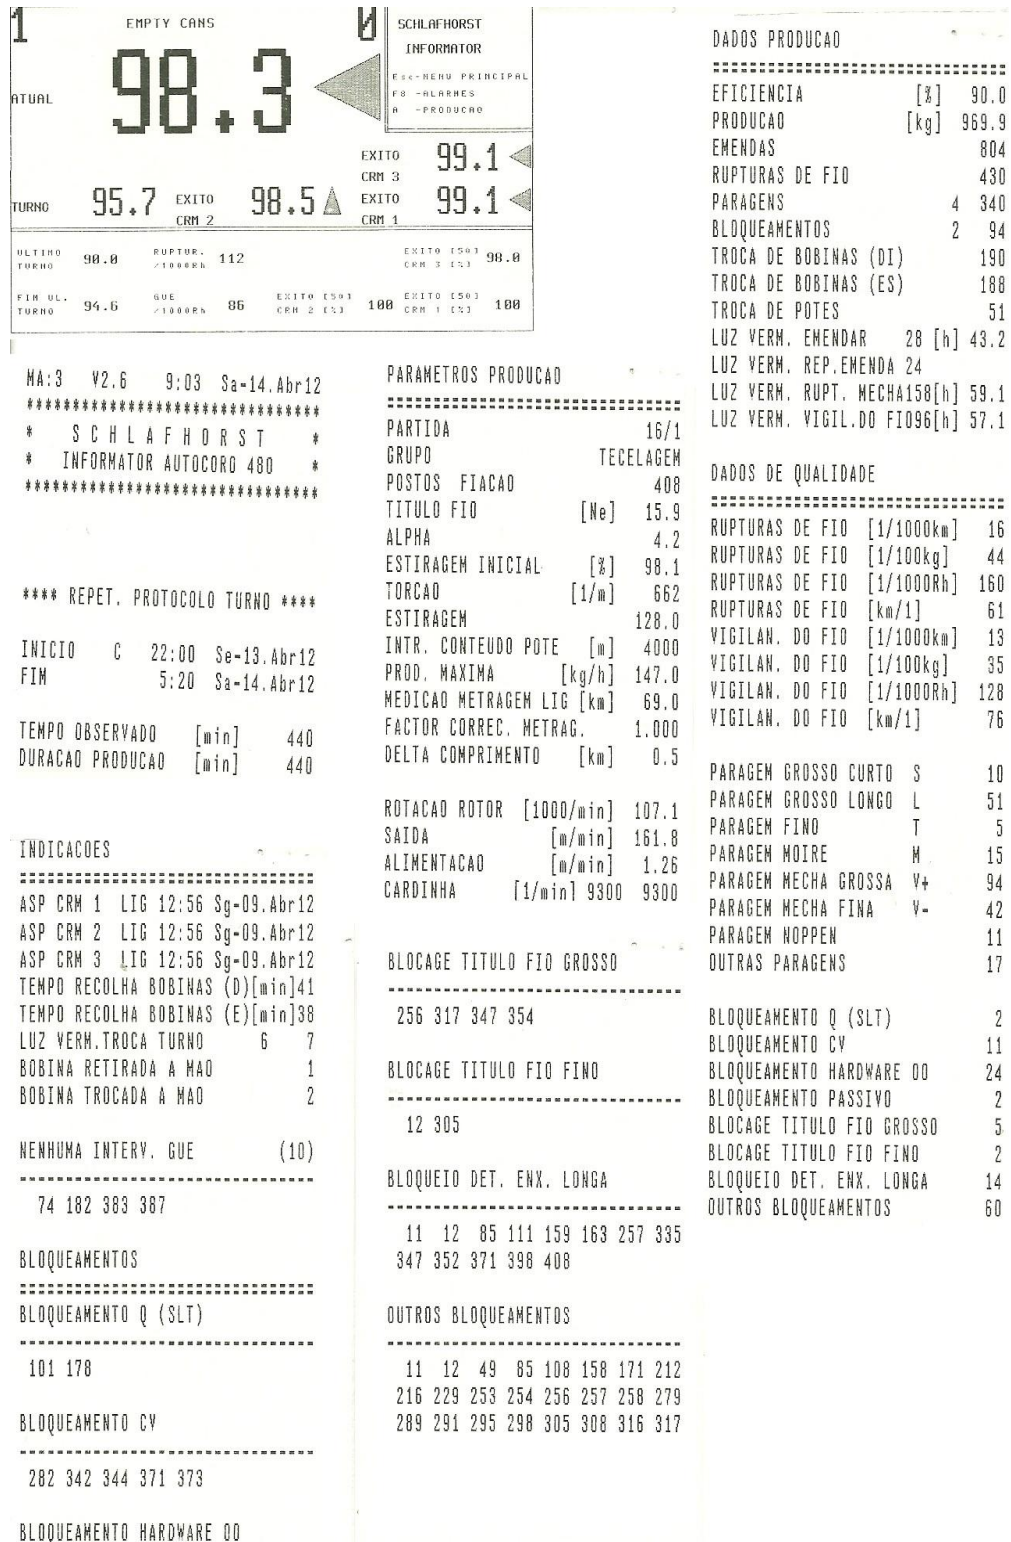 1 EMPTY CANS 0
ATUAL 98.3
SCHLAFHORST
INFORMATOR
Esc-MENU PRINCIPAL
F8 -ALARMES
A -PRODUCAO
EXITO CRM 3 99.1
TURNO 95.7 EXITO CRM 2 98.5 EXITO CRM 1 99.1
ULTIMO TURNO 90.0 RUPTUR. /1000Rh 112 EXITO [50] CRM 3 [%] 98.0
FIM UL. TURNO 94.6 GUE /1000Rh 86 EXITO [50] CRM 2 [%] 100 EXITO [50] CRM 1 [%] 100
MA:3 V2.6 9:03 Sa-14.Abr12
********************************
* S C H L A F H O R S T *
* INFORMATOR AUTOCORO 480 *
********************************
**** REPET. PROTOCOLO TURNO ****
INICIO C 22:00 Se-13.Abr12
FIM 5:20 Sa-14.Abr12
TEMPO OBSERVADO [min] 440
DURACAO PRODUCAO [min] 440
INDICACOES
================================
ASP CRM 1 LIG 12:56 Sg-09.Abr12
ASP CRM 2 LIG 12:56 Sg-09.Abr12
ASP CRM 3 LIG 12:56 Sg-09.Abr12
TEMPO RECOLHA BOBINAS (D)[min]41
TEMPO RECOLHA BOBINAS (E)[min]38
LUZ VERM.TROCA TURNO 6 7
BOBINA RETIRADA A MAO 1
BOBINA TROCADA A MAO 2
NENHUMA INTERV. GUE (10)
--------------------------------
74 182 383 387
BLOQUEAMENTOS
================================
BLOQUEAMENTO Q (SLT)
--------------------------------
101 178
BLOQUEAMENTO CV
--------------------------------
282 342 344 371 373
BLOQUEAMENTO HARDWARE OO
PARAMETROS PRODUCAO
================================
PARTIDA 16/1
GRUPO TECELAGEM
POSTOS FIACAO 408
TITULO FIO [Ne] 15.9
ALPHA 4.2
ESTIRAGEM INICIAL [%] 98.1
TORCAO [1/m] 662
ESTIRAGEM 128.0
INTR. CONTEUDO POTE [m] 4000
PROD. MAXIMA [kg/h] 147.0
MEDICAO METRAGEM LIG [km] 69.0
FACTOR CORREC. METRAG. 1.000
DELTA COMPRIMENTO [km] 0.5
ROTACAO ROTOR [1000/min] 107.1
SAIDA [m/min] 161.8
ALIMENTACAO [m/min] 1.26
CARDINHA [1/min] 9300 9300
BLOCAGE TITULO FIO GROSSO
--------------------------------
256 317 347 354
BLOCAGE TITULO FIO FINO
--------------------------------
12 305
BLOQUEIO DET. ENX. LONGA
--------------------------------
11 12 85 111 159 163 257 335
347 352 371 398 408
OUTROS BLOQUEAMENTOS
--------------------------------
11 12 49 85 108 158 171 212
216 229 253 254 256 257 258 279
289 291 295 298 305 308 316 317
DADOS PRODUCAO
================================
EFICIENCIA [%] 90.0
PRODUCAO [kg] 969.9
EMENDAS 804
RUPTURAS DE FIO 430
PARAGENS 4 340
BLOQUEAMENTOS 2 94
TROCA DE BOBINAS (DI) 190
TROCA DE BOBINAS (ES) 188
TROCA DE POTES 51
LUZ VERM. EMENDAR 28 [h] 43.2
LUZ VERM. REP.EMENDA 24
LUZ VERM. RUPT. MECHA158[h] 59.1
LUZ VERM. VIGIL.DO FIO96[h] 57.1
DADOS DE QUALIDADE
================================
RUPTURAS DE FIO [1/1000km] 16
RUPTURAS DE FIO [1/100kg] 44
RUPTURAS DE FIO [1/1000Rh] 160
RUPTURAS DE FIO [km/1] 61
VIGILAN. DO FIO [1/1000km] 13
VIGILAN. DO FIO [1/100kg] 35
VIGILAN. DO FIO [1/1000Rh] 128
VIGILAN. DO FIO [km/1] 76
PARAGEM GROSSO CURTO S 10
PARAGEM GROSSO LONGO L 51
PARAGEM FINO T 5
PARAGEM MOIRE M 15
PARAGEM MECHA GROSSA V+ 94
PARAGEM MECHA FINA V- 42
PARAGEM NOPPEN 11
OUTRAS PARAGENS 17
BLOQUEAMENTO Q (SLT) 2
BLOQUEAMENTO CV 11
BLOQUEAMENTO HARDWARE OO 24
BLOQUEAMENTO PASSIVO 2
BLOCAGE TITULO FIO GROSSO 5
BLOCAGE TITULO FIO FINO 2
BLOQUEIO DET. ENX. LONGA 14
OUTROS BLOQUEAMENTOS 60